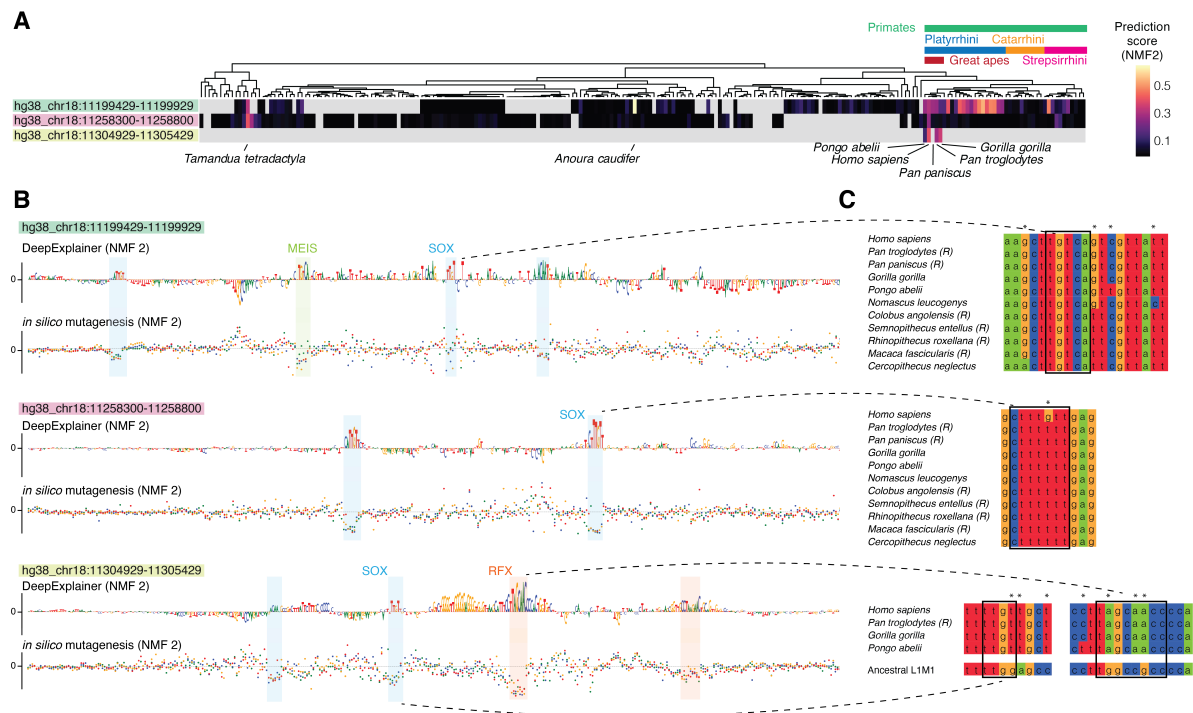 A
Primates
Platyrrhini Catarrhini
Great apes Strepsirrhini
Prediction
score
(NMF2)
0.5
0.3
0.1
hg38_chr18:11199429-11199929
hg38_chr18:11258300-11258800
hg38_chr18:11304929-11305429
Tamandua tetradactyla
Anoura caudifer
Pongo abelii
Homo sapiens
Pan paniscus
Pan troglodytes
Gorilla gorilla
B
hg38_chr18:11199429-11199929
DeepExplainer (NMF 2)
MEIS
SOX
0
in silico mutagenesis (NMF 2)
0
hg38_chr18:11258300-11258800
DeepExplainer (NMF 2)
SOX
0
in silico mutagenesis (NMF 2)
0
hg38_chr18:11304929-11305429
DeepExplainer (NMF 2)
SOX
RFX
0
in silico mutagenesis (NMF 2)
0
C
* * * *
Homo sapiens a a g c t t g t c a g t c g t t a t t
Pan troglodytes (R) a a g c t t g t c a g t c g t t a t t
Pan paniscus (R) a a g c t t g t c a g t c g t t a t t
Gorilla gorilla a a g c t t g t c a g t c g t t a t t
Pongo abelii a a g c t t g t c a g t t g t t a t t
Nomascus leucogenys a a g c t t g t c a g t c g t t a c t
Colobus angolensis (R) a a g c t t g t c a t t c g t t a t t
Semnopithecus entellus (R) a a g c t t g t c a t t c g t t a t t
Rhinopithecus roxellana (R) a a g c t t g t c a t t c g t t a t t
Macaca fascicularis (R) a a g c t t g t c a t t c g t t a t t
Cercopithecus neglectus a a a c t t g t c a t t c g t t a t t
* *
Homo sapiens g c t t t g t t g a g
Pan troglodytes (R) g c t t t t t t g a g
Pan paniscus (R) g c t t t t t t g a g
Gorilla gorilla g c t t t t t t g a g
Pongo abelii g c t t t t t t g a g
Nomascus leucogenys g c t t t t t t g a g
Colobus angolensis (R) g c t t t t t t g a g
Semnopithecus entellus (R) g c t t t t t t g a g
Rhinopithecus roxellana (R) g c t t t t t t g a g
Macaca fascicularis (R) g c t t t t t t g a g
Cercopithecus neglectus g c t t t t t t g a g
* * * * * * *
Homo sapiens t t t t g t t g c t c c t t a g c a a c c c c a
Pan troglodytes (R) t t t t g t t g c t c c t t a g c a a c c c c a
Gorilla gorilla t t t t g t t g c t c c t t a g c a a c c c c a
Pongo abelii t t t t g t t g c t c c t t a g c a a c c c c a
Ancestral L1M1 t t t t g g a g c c c c t t g g c c g c c c c a